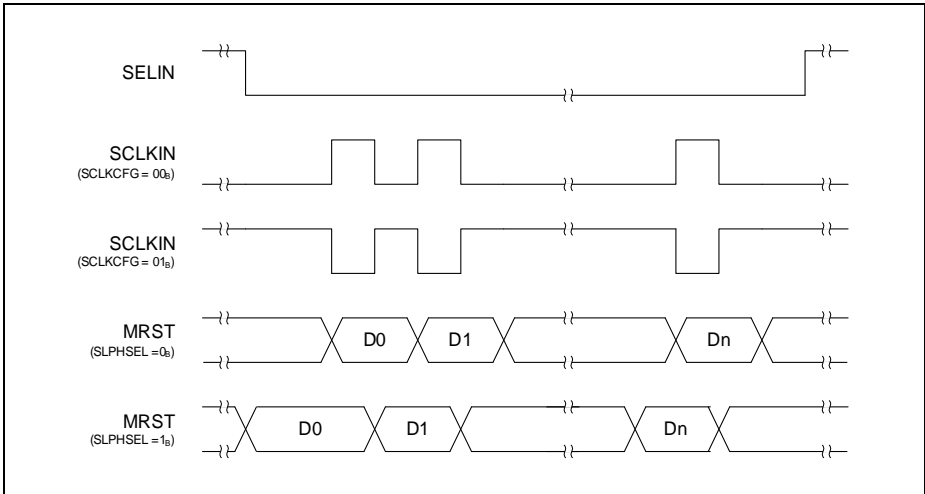 SELIN
SCLKIN
(SCLKCFG = 00B)
SCLKIN
(SCLKCFG = 01B)
MRST
(SLPHSEL =0B)
D0 D1 Dn
MRST
(SLPHSEL =1B)
D0 D1 Dn